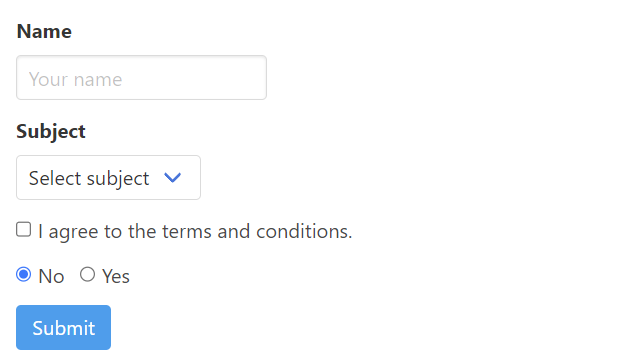 Name
Your name
Subject
Select subject
I agree to the terms and conditions.
No Yes
Submit